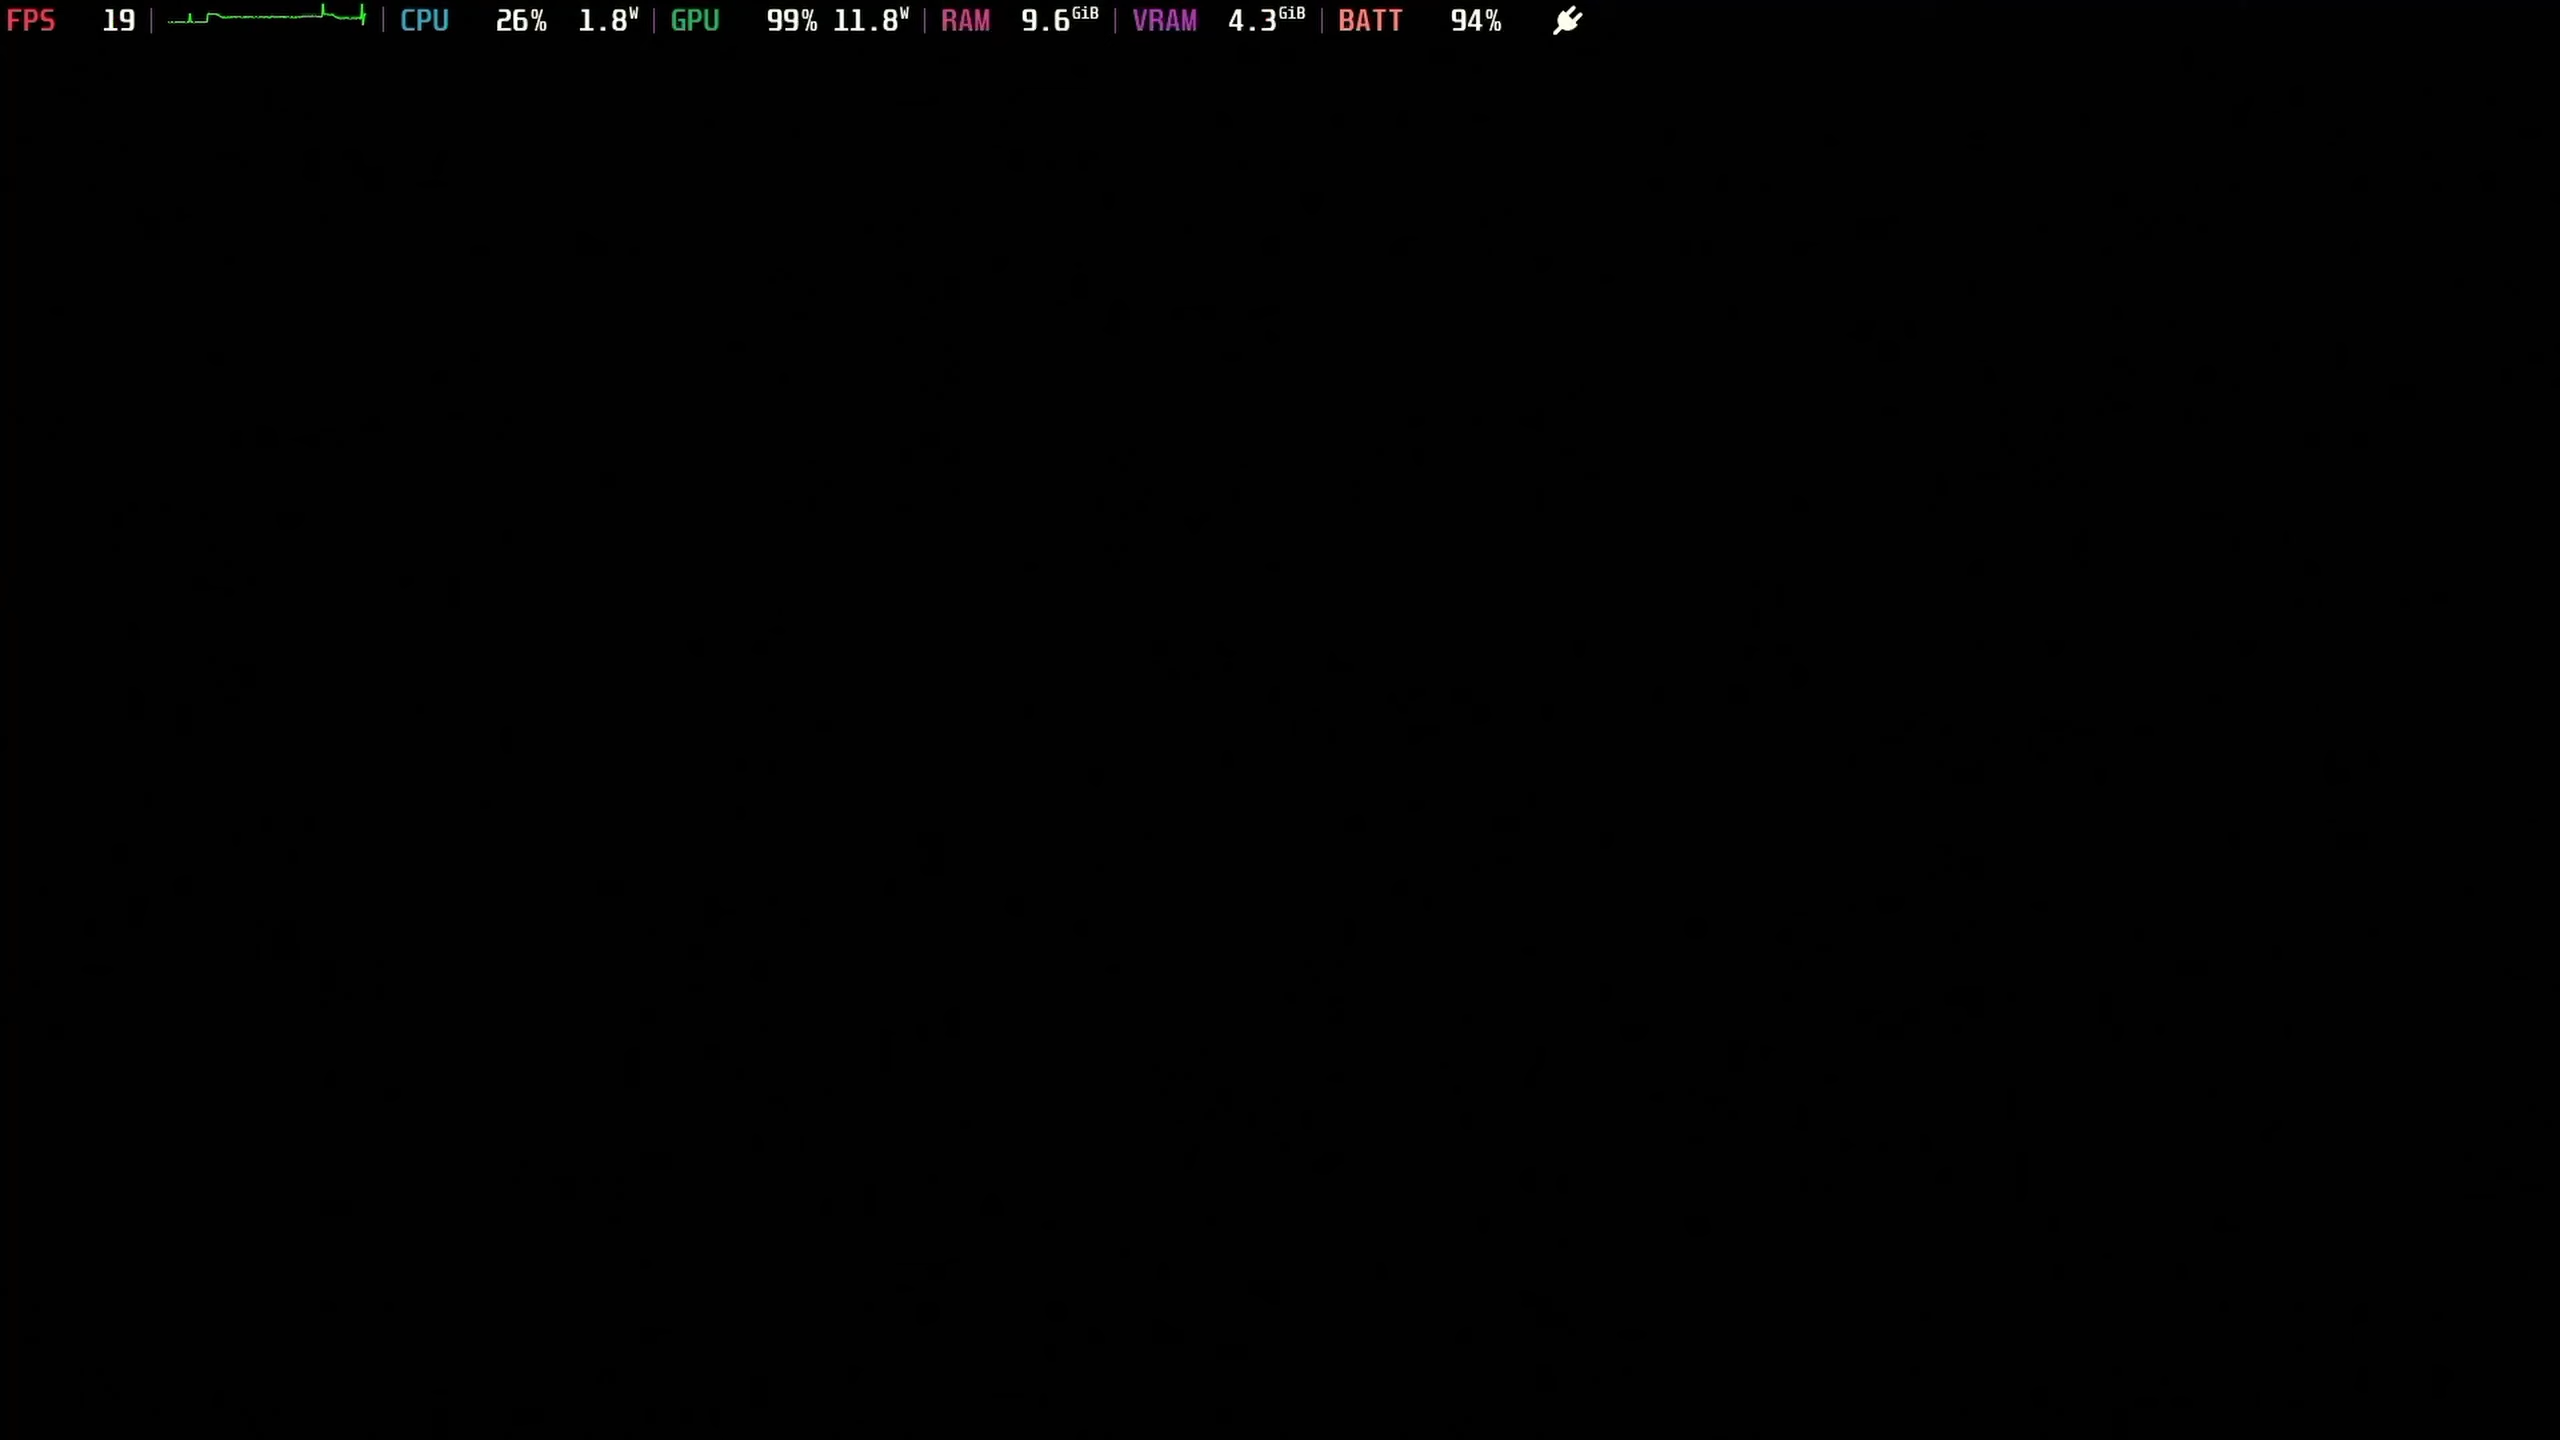 FPS 19 | CPU 26% 1.8W | GPU 99% 11.8W | RAM 9.6GiB | VRAM 4.3GiB | BATT 94%